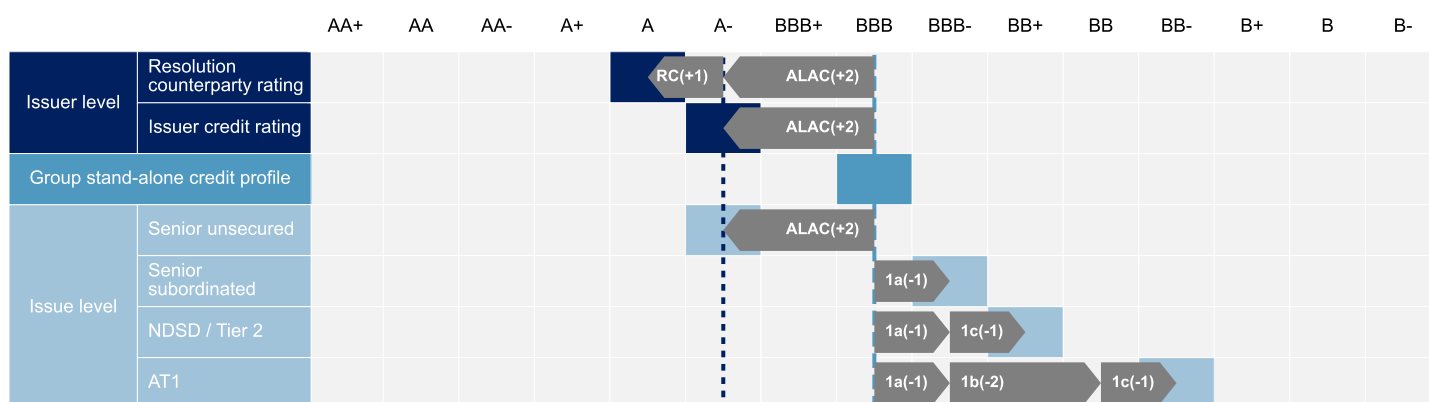 AA+ AA AA- A+ A A- BBB+ BBB BBB- BB+ BB BB- B+ B B-
Issuer level
Resolution
counterparty rating
RC(+1) ALAC(+2)
Issuer credit rating
ALAC(+2)
Group stand-alone credit profile
Issue level
Senior unsecured
ALAC(+2)
Senior
subordinated
1a(-1)
NDSD / Tier 2
1a(-1) 1c(-1)
AT1
1a(-1) 1b(-2) 1c(-1)